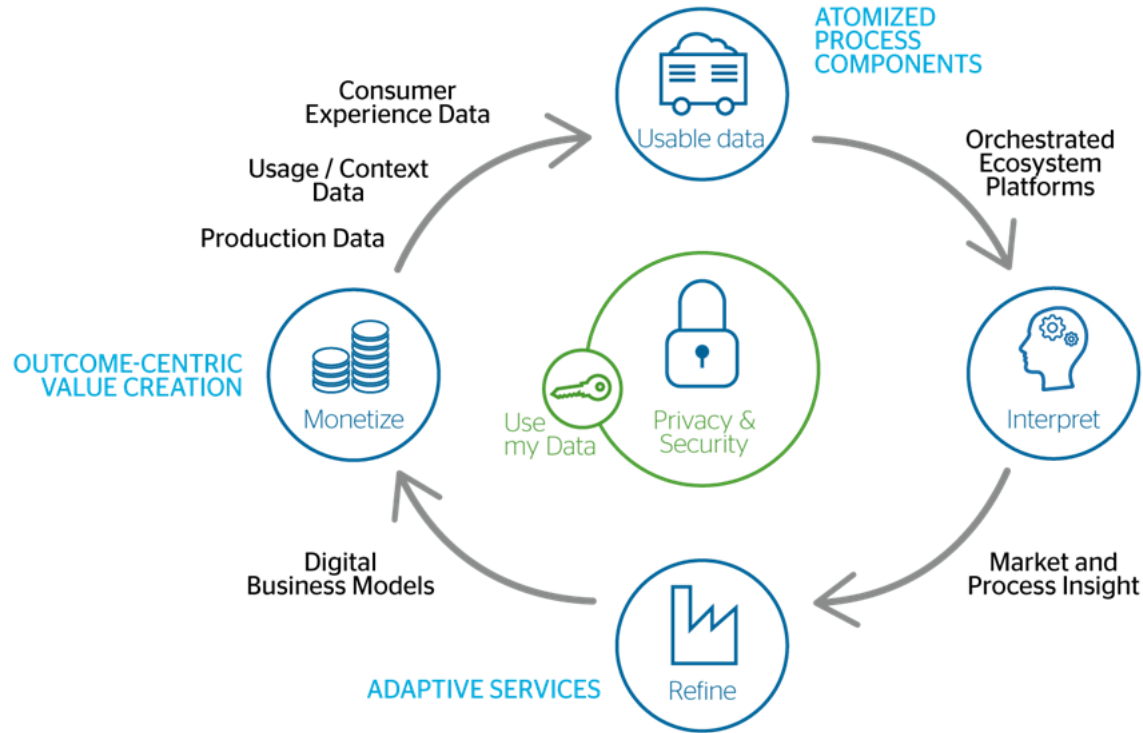 ATOMIZED
PROCESS
COMPONENTS
Usable data
Consumer
Experience Data
Usage / Context
Data
Production Data
Orchestrated
Ecosystem
Platforms
OUTCOME-CENTRIC
VALUE CREATION
Monetize
Use
my Data
Privacy &
Security
Interpret
Digital
Business Models
Market and
Process Insight
ADAPTIVE SERVICES
Refine